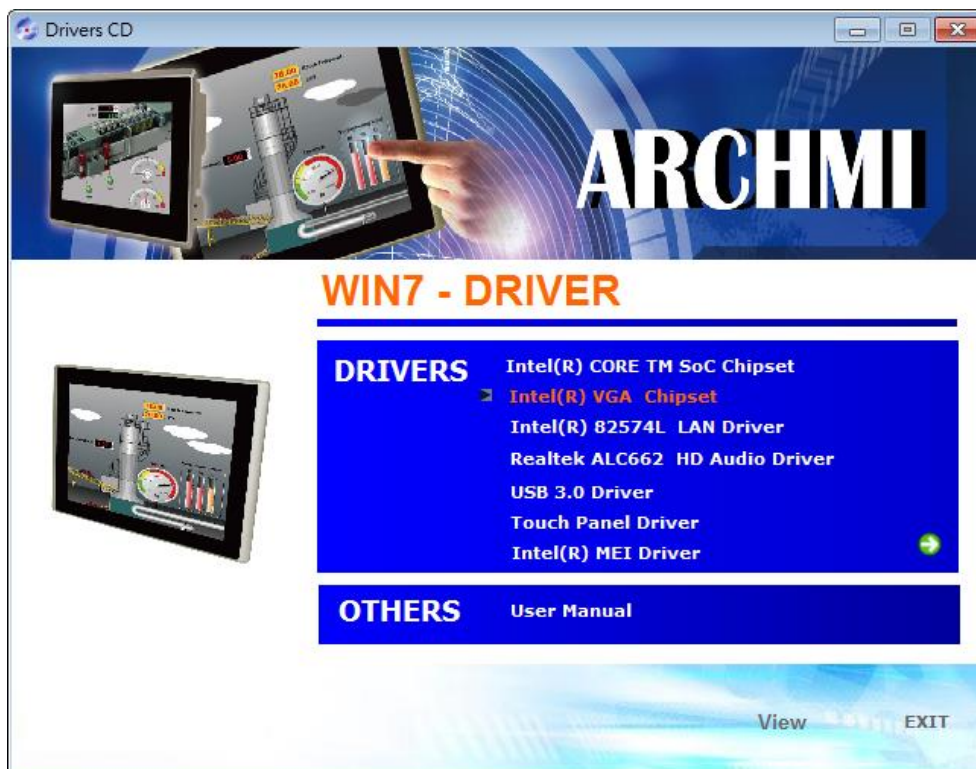 Drivers CD
ARCHMI
WIN7 - DRIVER
DRIVERS
Intel(R) CORE TM SoC Chipset
Intel(R) VGA Chipset
Intel(R) 82574L LAN Driver
Realtek ALC662 HD Audio Driver
USB 3.0 Driver
Touch Panel Driver
Intel(R) MEI Driver
OTHERS
User Manual
View
EXIT